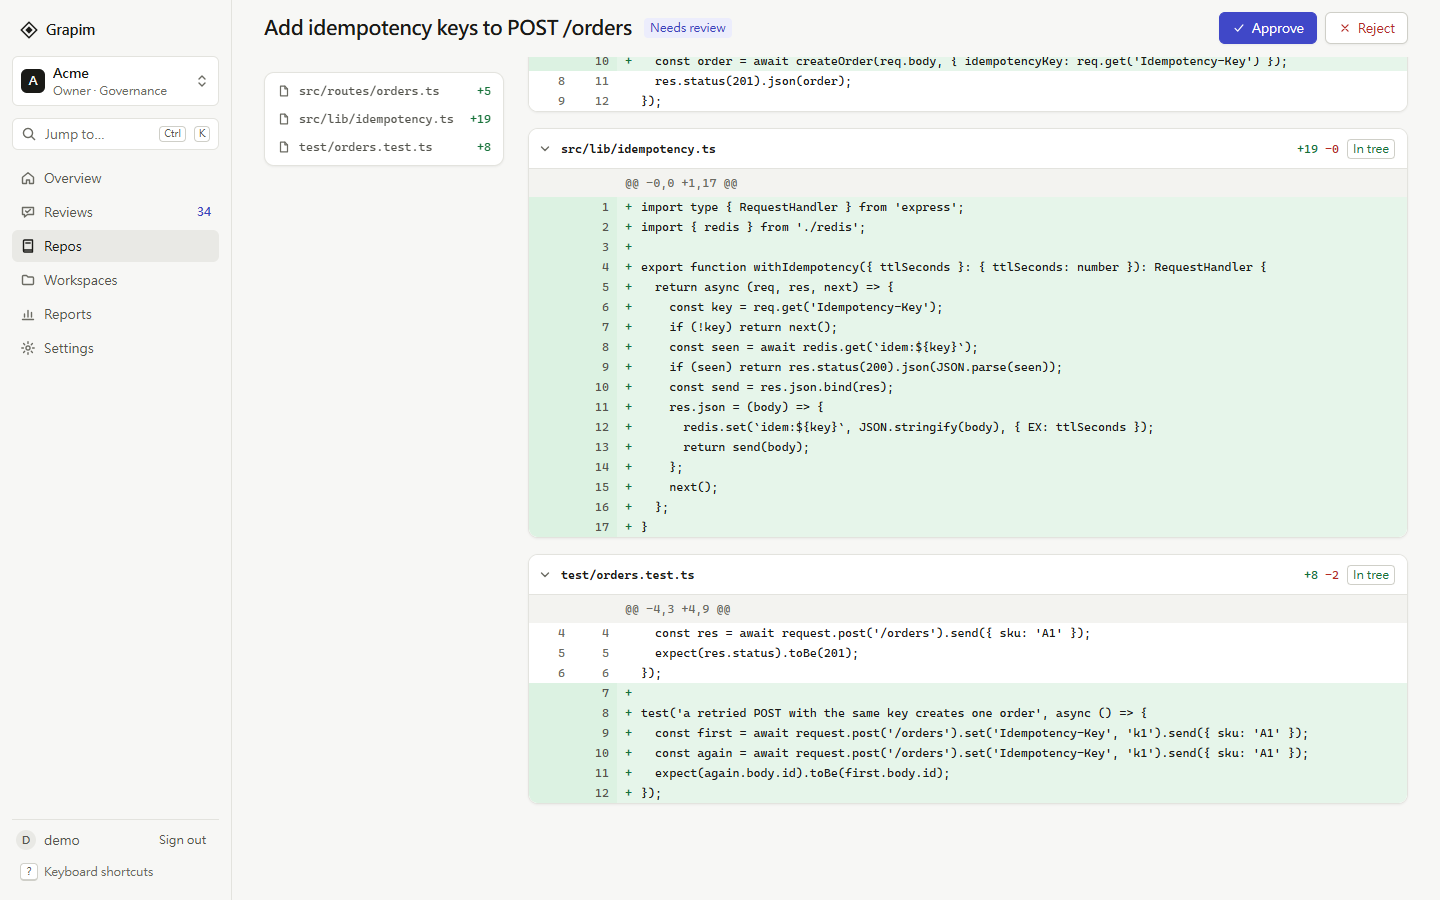 Grapim
A
Acme
Owner · Governance
Jump to...
Ctrl
K
Overview
Reviews
34
Repos
Workspaces
Reports
Settings
D
demo
Sign out
?
Keyboard shortcuts
Add idempotency keys to POST /orders
Needs review
Approve
Reject
src/routes/orders.ts +5
src/lib/idempotency.ts +19
test/orders.test.ts +8
10 + const order = await createOrder(req.body, { idempotencyKey: req.get('Idempotency-Key') });
8 11 res.status(201).json(order);
9 12 });
src/lib/idempotency.ts +19 −0 In tree
@@ −0,0 +1,17 @@
1 + import type { RequestHandler } from 'express';
2 + import { redis } from './redis';
3 +
4 + export function withIdempotency({ ttlSeconds }: { ttlSeconds: number }): RequestHandler {
5 + return async (req, res, next) => {
6 + const key = req.get('Idempotency-Key');
7 + if (!key) return next();
8 + const seen = await redis.get(`idem:${key}`);
9 + if (seen) return res.status(200).json(JSON.parse(seen));
10 + const send = res.json.bind(res);
11 + res.json = (body) => {
12 + redis.set(`idem:${key}`, JSON.stringify(body), { EX: ttlSeconds });
13 + return send(body);
14 + };
15 + next();
16 + };
17 + }
test/orders.test.ts +8 −2 In tree
@@ −4,3 +4,9 @@
4 4 const res = await request.post('/orders').send({ sku: 'A1' });
5 5 expect(res.status).toBe(201);
6 6 });
7 +
8 + test('a retried POST with the same key creates one order', async () => {
9 + const first = await request.post('/orders').set('Idempotency-Key', 'k1').send({ sku: 'A1' });
10 + const again = await request.post('/orders').set('Idempotency-Key', 'k1').send({ sku: 'A1' });
11 + expect(again.body.id).toBe(first.body.id);
12 + });